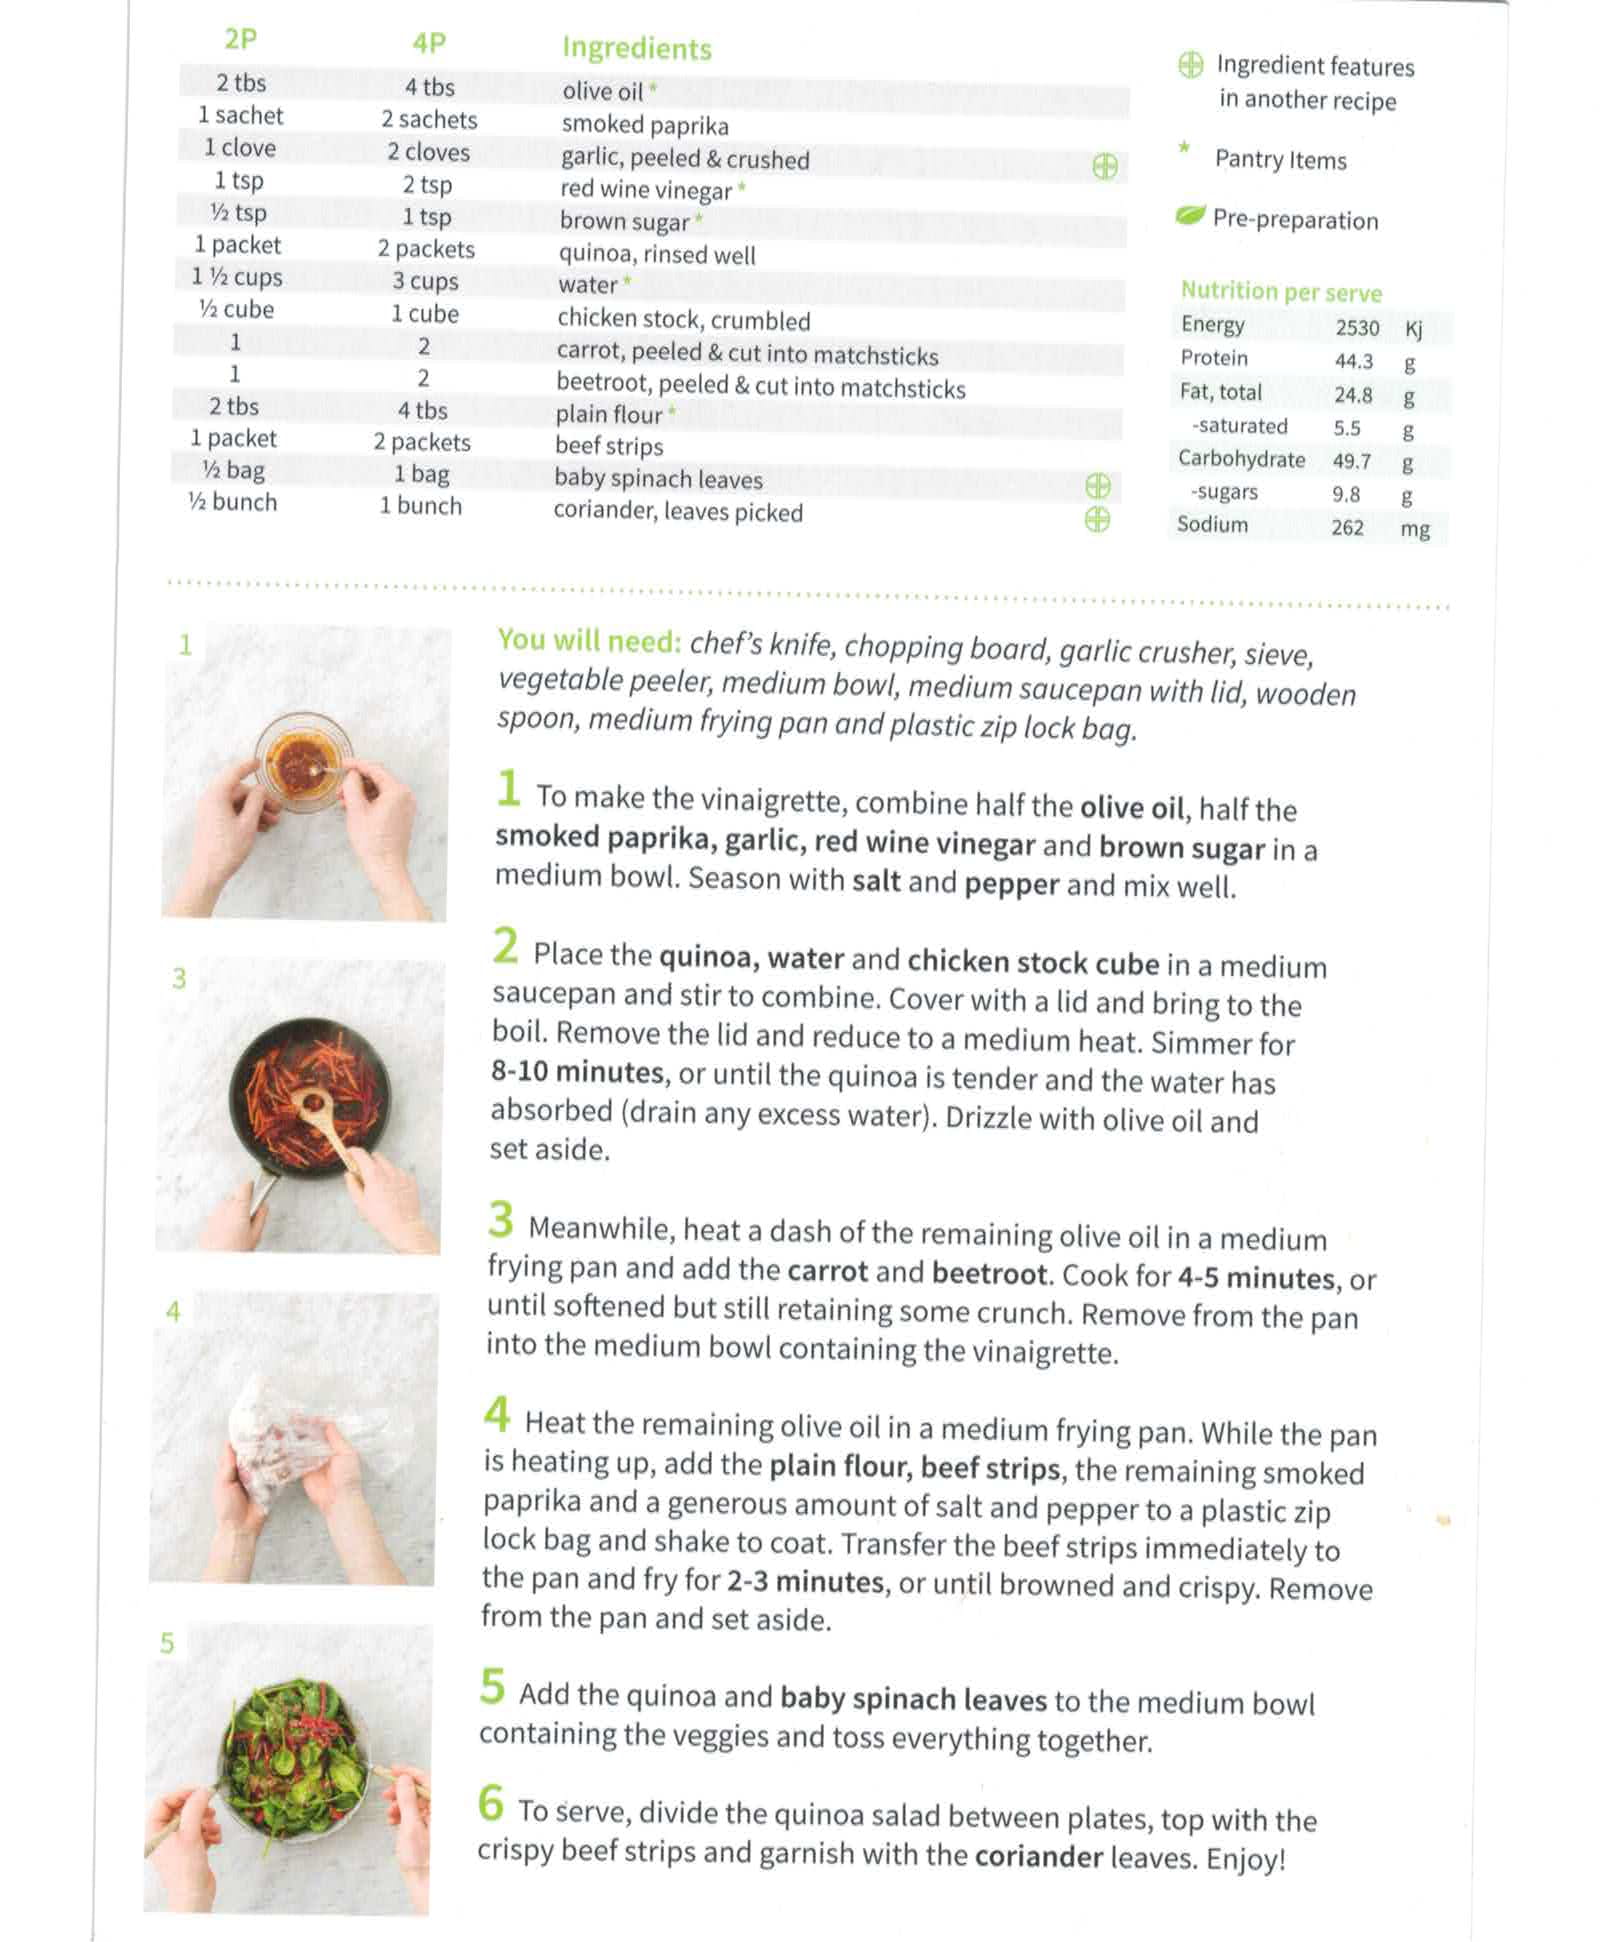 2P 4P Ingredients
2 tbs 4 tbs olive oil *
1 sachet 2 sachets smoked paprika
1 clove 2 cloves garlic, peeled & crushed
1 tsp 2 tsp red wine vinegar *
½ tsp 1 tsp brown sugar *
1 packet 2 packets quinoa, rinsed well
1 ½ cups 3 cups water *
½ cube 1 cube chicken stock, crumbled
1 2 carrot, peeled & cut into matchsticks
1 2 beetroot, peeled & cut into matchsticks
2 tbs 4 tbs plain flour *
1 packet 2 packets beef strips
½ bag 1 bag baby spinach leaves
½ bunch 1 bunch coriander, leaves picked
Ingredient features
in another recipe
* Pantry Items
Pre-preparation
Nutrition per serve
Energy 2530 Kj
Protein 44.3 g
Fat, total 24.8 g
-saturated 5.5 g
Carbohydrate 49.7 g
-sugars 9.8 g
Sodium 262 mg
You will need: chef's knife, chopping board, garlic crusher, sieve,
vegetable peeler, medium bowl, medium saucepan with lid, wooden
spoon, medium frying pan and plastic zip lock bag.
1 To make the vinaigrette, combine half the olive oil, half the
smoked paprika, garlic, red wine vinegar and brown sugar in a
medium bowl. Season with salt and pepper and mix well.
2 Place the quinoa, water and chicken stock cube in a medium
saucepan and stir to combine. Cover with a lid and bring to the
boil. Remove the lid and reduce to a medium heat. Simmer for
8-10 minutes, or until the quinoa is tender and the water has
absorbed (drain any excess water). Drizzle with olive oil and
set aside.
3 Meanwhile, heat a dash of the remaining olive oil in a medium
frying pan and add the carrot and beetroot. Cook for 4-5 minutes, or
until softened but still retaining some crunch. Remove from the pan
into the medium bowl containing the vinaigrette.
4 Heat the remaining olive oil in a medium frying pan. While the pan
is heating up, add the plain flour, beef strips, the remaining smoked
paprika and a generous amount of salt and pepper to a plastic zip
lock bag and shake to coat. Transfer the beef strips immediately to
the pan and fry for 2-3 minutes, or until browned and crispy. Remove
from the pan and set aside.
5 Add the quinoa and baby spinach leaves to the medium bowl
containing the veggies and toss everything together.
6 To serve, divide the quinoa salad between plates, top with the
crispy beef strips and garnish with the coriander leaves. Enjoy!
1
3
4
5